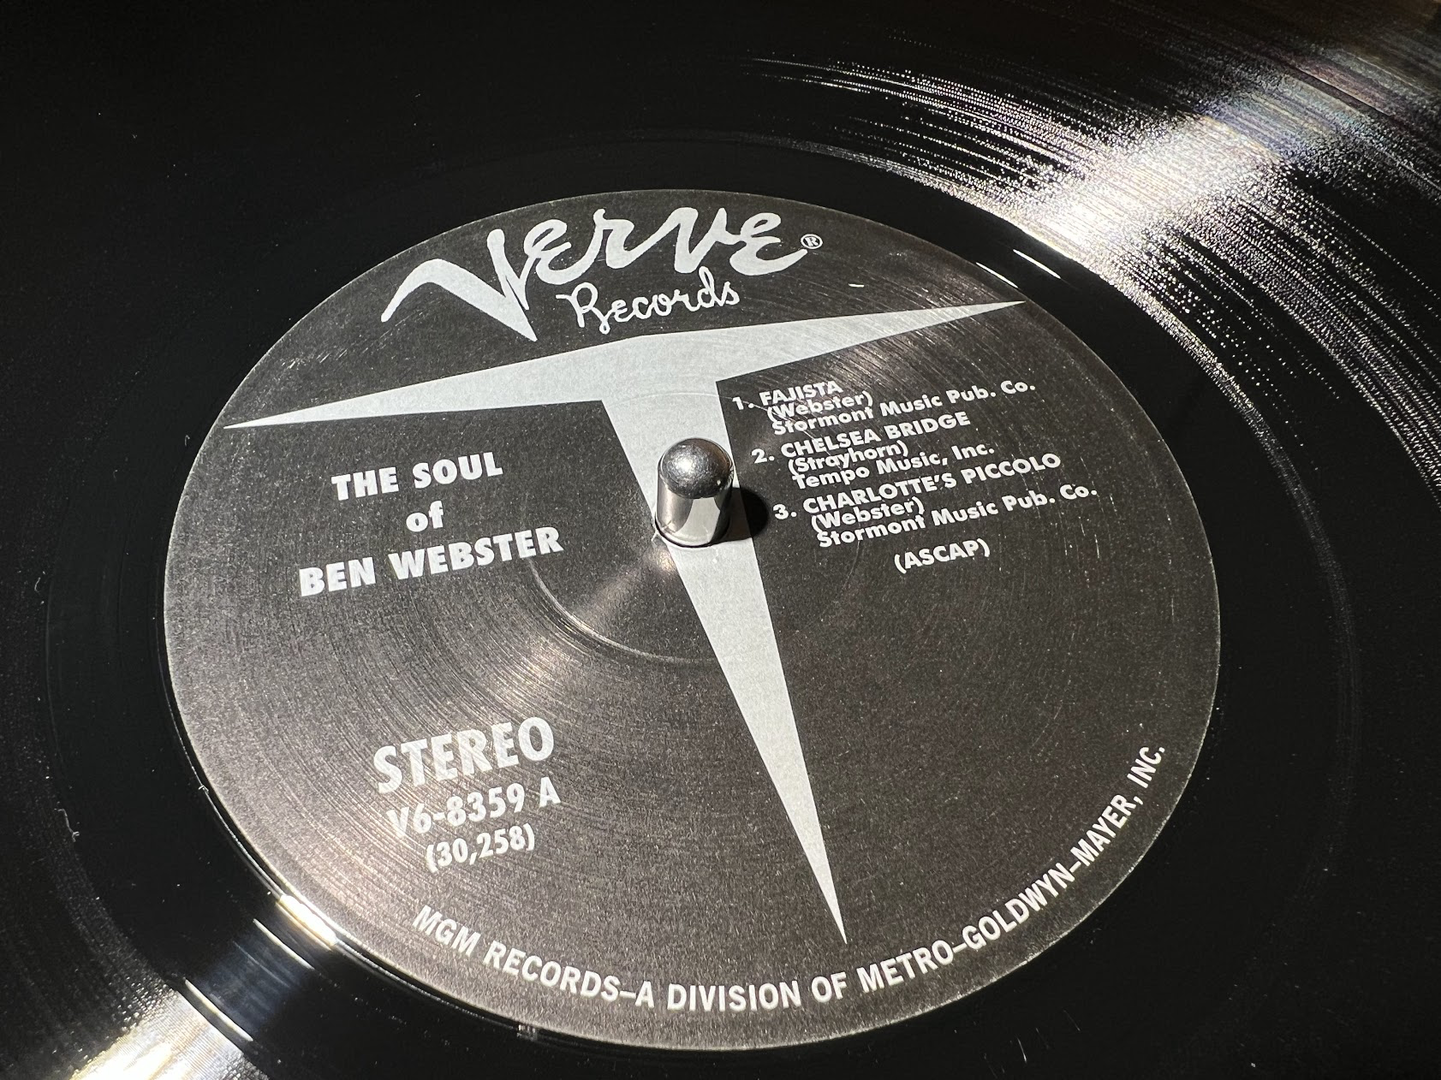 Verve®
Records
THE SOUL
of
BEN WEBSTER
1. FAJISTA
(Webster)
Stormont Music Pub. Co.
2. CHELSEA BRIDGE
(Strayhorn)
Tempo Music, Inc.
3. CHARLOTTE'S PICCOLO
(Webster)
Stormont Music Pub. Co.
(ASCAP)
STEREO
V6-8359 A
(30,258)
MGM RECORDS–A DIVISION OF METRO–GOLDWYN–MAYER, INC.